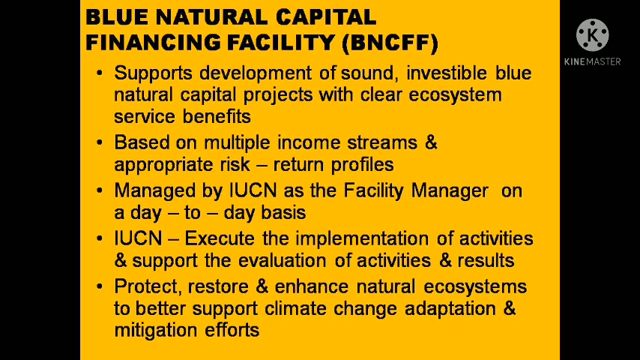 BLUE NATURAL CAPITAL
FINANCING FACILITY (BNCFF)
• Supports development of sound, investible blue
natural capital projects with clear ecosystem
service benefits
• Based on multiple income streams &
appropriate risk – return profiles
• Managed by IUCN as the Facility Manager on
a day – to – day basis
• IUCN – Execute the implementation of activities
& support the evaluation of activities & results
• Protect, restore & enhance natural ecosystems
to better support climate change adaptation &
mitigation efforts
K
KINEMASTER